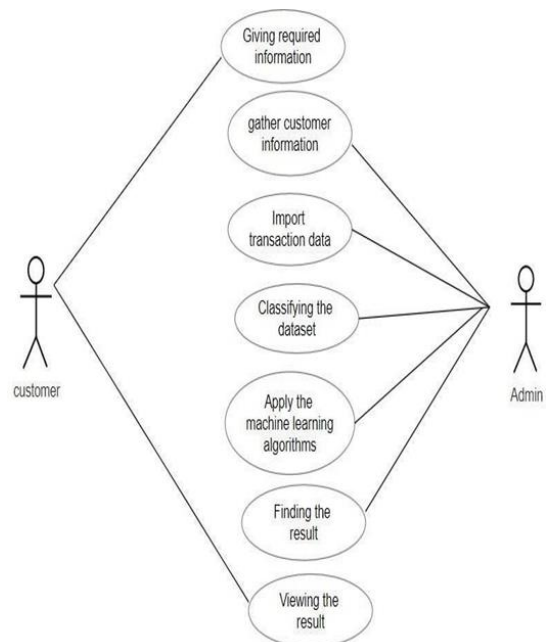 Giving required
information
gather customer
information
Import
transaction data
Classifying the
dataset
customer
Admin
Apply the
machine learning
algorithms
Finding the
result
Viewing the
result